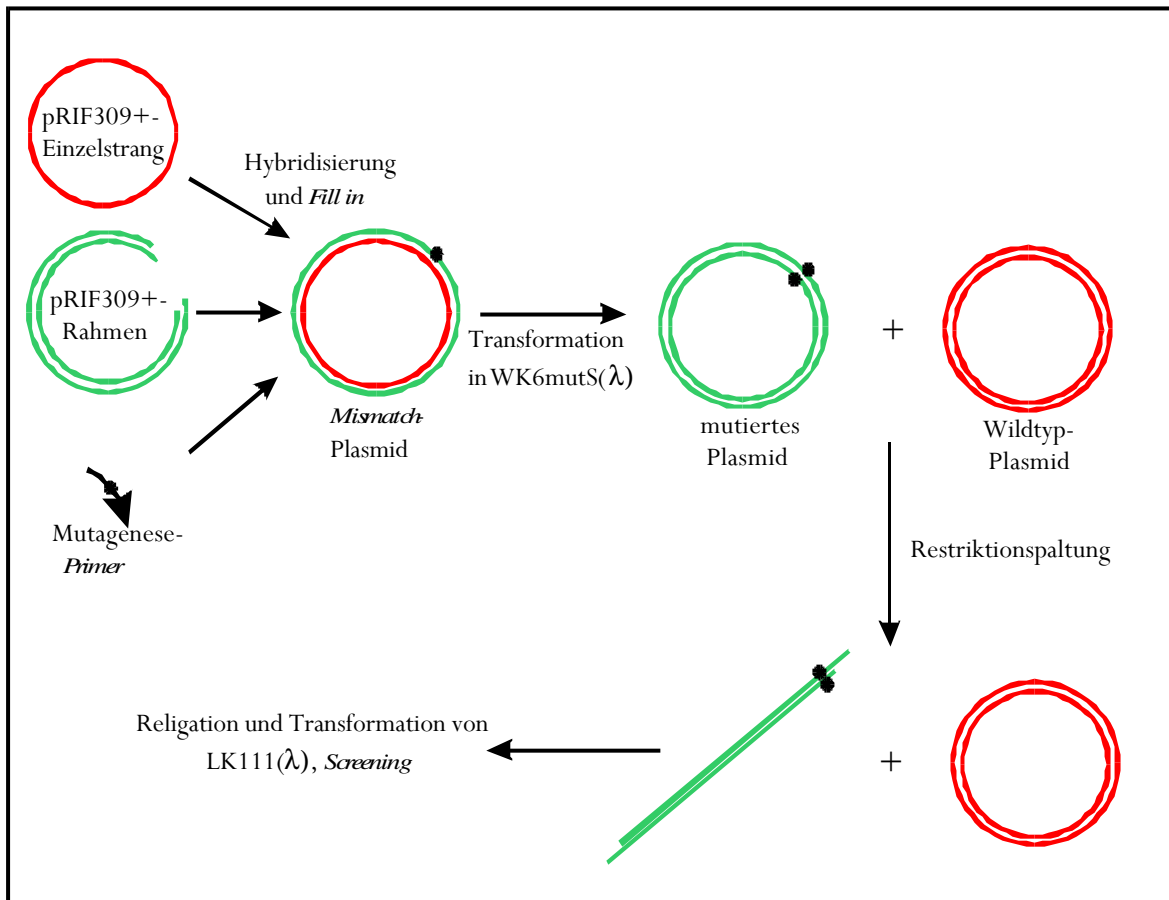 pRIF309+-
Einzelstrang
Hybridisierung
und Fill in
pRIF309+-
Rahmen
Mutagenese-
Primer
Mismatch-
Plasmid
Transformation
in WK6mutS(λ)
mutiertes
Plasmid
+
Wildtyp-
Plasmid
Restriktionspaltung
+
Religation und Transformation von
LK111(λ), Screening